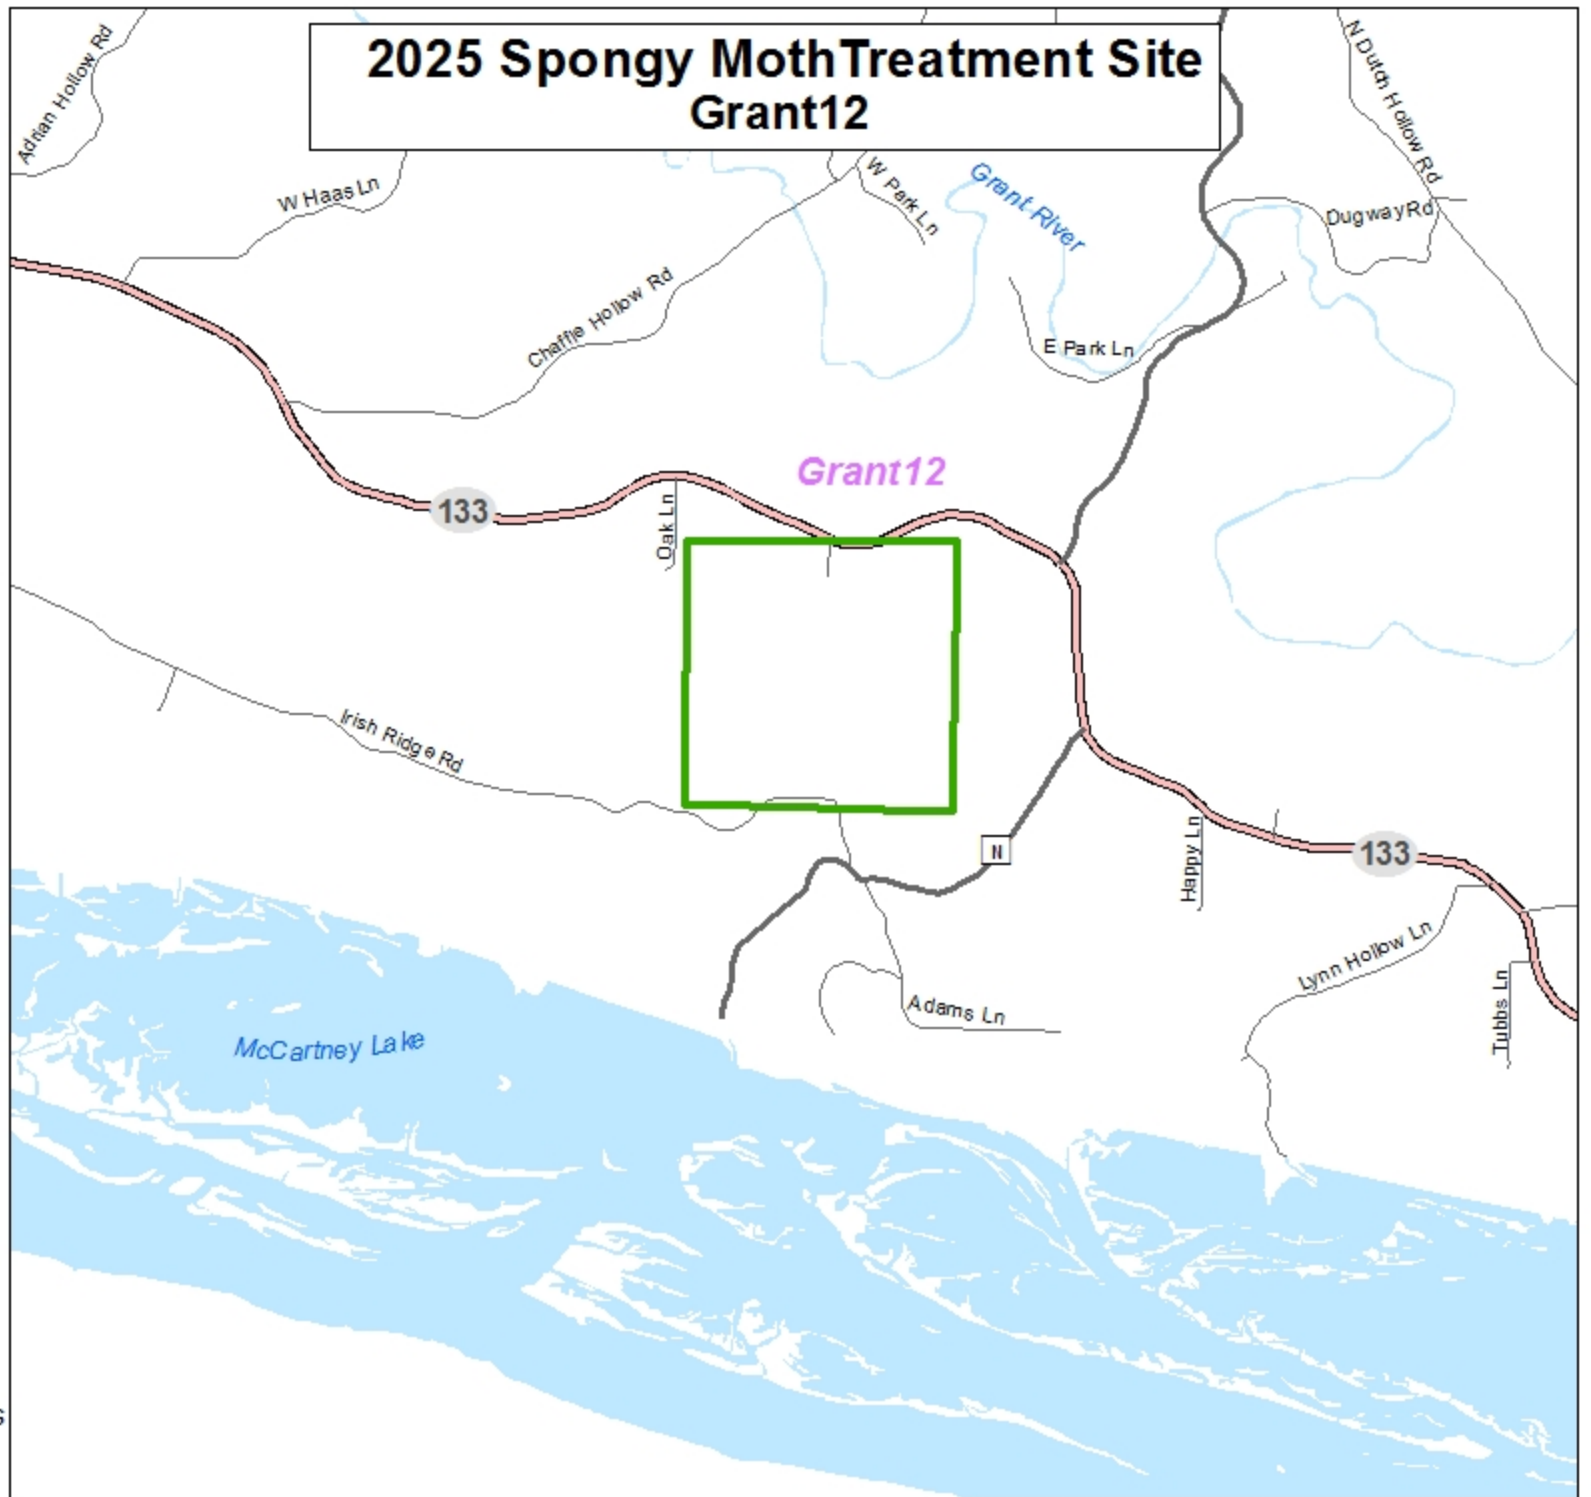 2025 Spongy MothTreatment Site
Grant12
Adrian Hollow Rd
N Dutch Hollow Rd
W Haas Ln
W Park Ln
Grant River
Dugway Rd
Chaffie Hollow Rd
E Park Ln
Grant12
133
Oak Ln
Irish Ridge Rd
N
Happy Ln
133
Lynn Hollow Ln
Adams Ln
Tubbs Ln
McCartney Lake